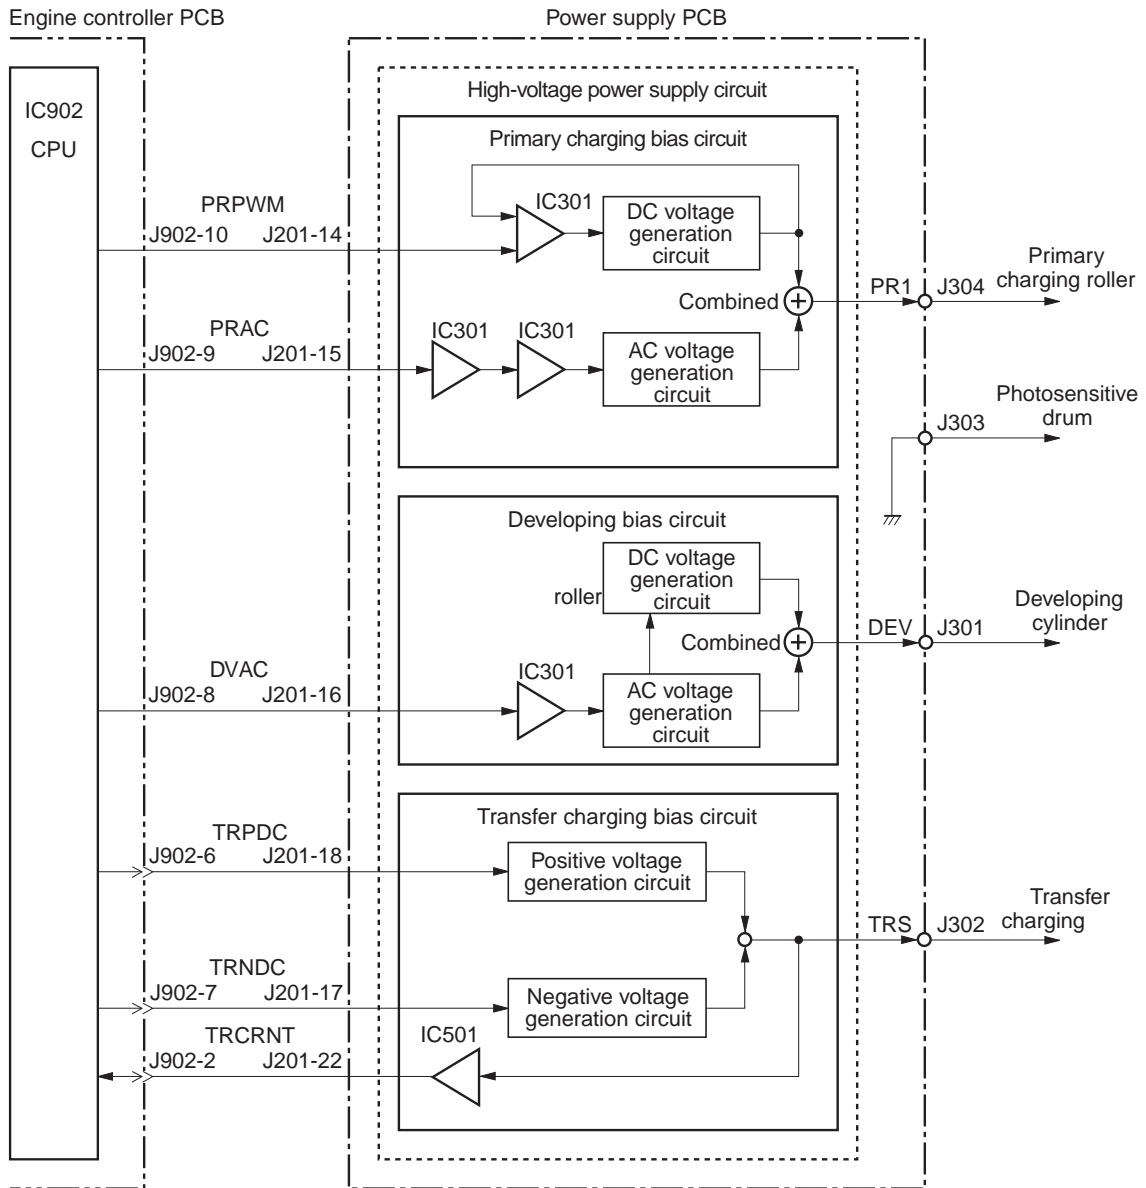 Engine controller PCB
Power supply PCB
IC902
CPU
High-voltage power supply circuit
Primary charging bias circuit
IC301
DC voltage
generation
circuit
PRPWM
J902-10 J201-14
Combined
PR1
J304
Primary
charging roller
PRAC
J902-9 J201-15
IC301
IC301
AC voltage
generation
circuit
J303
Photosensitive
drum
Developing bias circuit
DC voltage
generation
circuit
roller
Combined
DEV
J301
Developing
cylinder
DVAC
J902-8 J201-16
IC301
AC voltage
generation
circuit
Transfer charging bias circuit
TRPDC
J902-6 J201-18
Positive voltage
generation circuit
TRS
J302
Transfer
charging
TRNDC
J902-7 J201-17
Negative voltage
generation circuit
TRCRNT
J902-2 J201-22
IC501